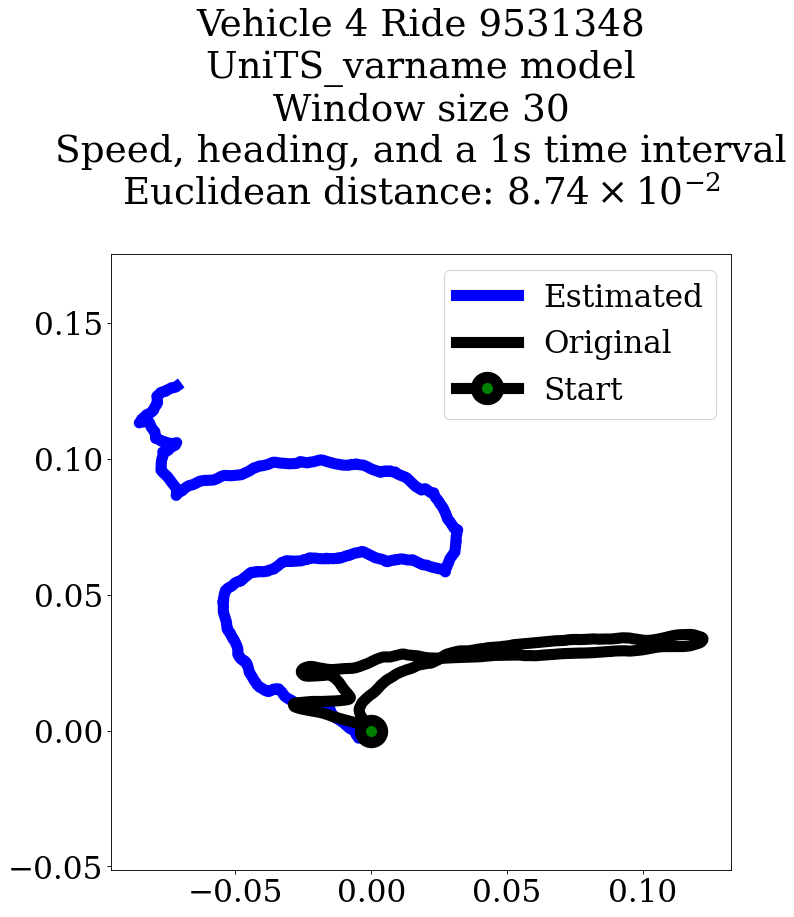 Vehicle 4 Ride 9531348
UniTS_varname model
Window size 30
Speed, heading, and a 1s time interval
Euclidean distance: 8.74 × 10⁻²
Estimated
Original
Start
0.15
0.10
0.05
0.00
−0.05
−0.05 0.00 0.05 0.10